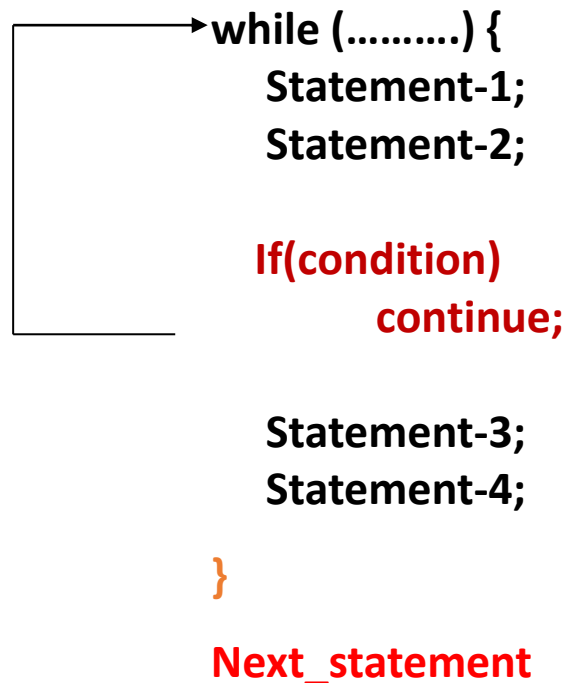 while (……….) {
Statement-1;
Statement-2;
If(condition)
continue;
Statement-3;
Statement-4;
}
Next_statement